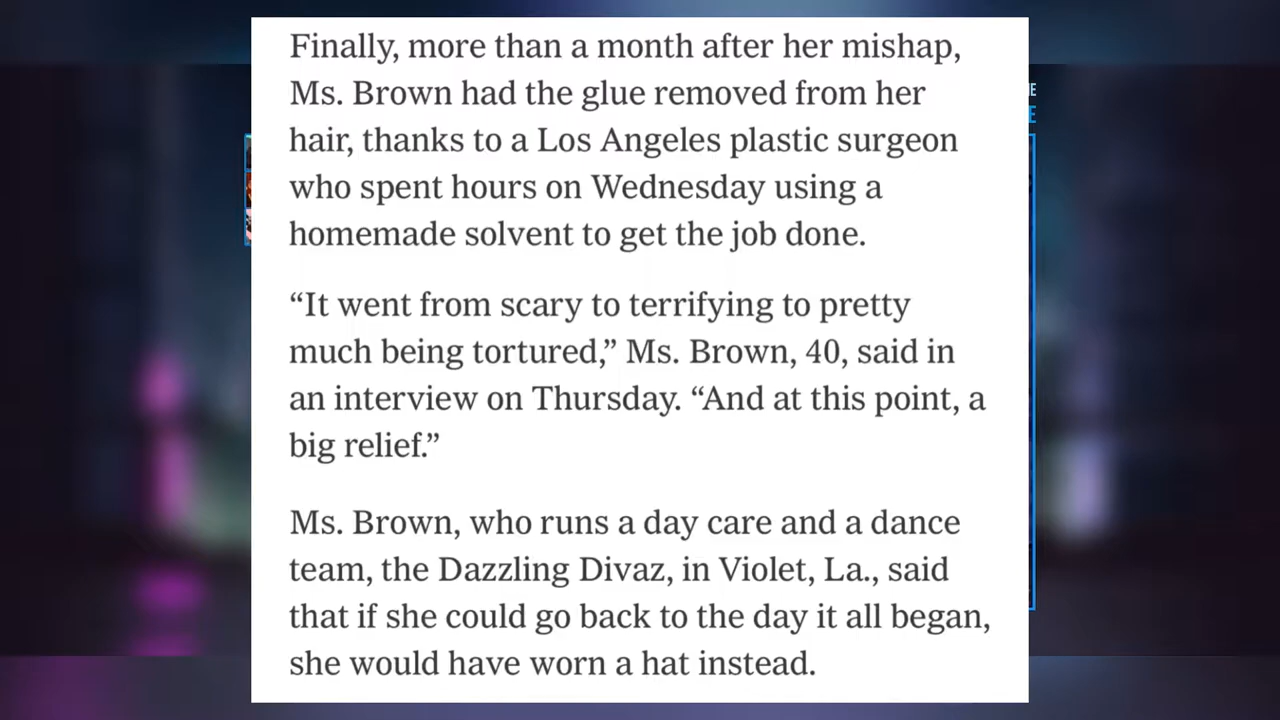 Finally, more than a month after her mishap,
Ms. Brown had the glue removed from her
hair, thanks to a Los Angeles plastic surgeon
who spent hours on Wednesday using a
homemade solvent to get the job done.
“It went from scary to terrifying to pretty
much being tortured,” Ms. Brown, 40, said in
an interview on Thursday. “And at this point, a
big relief.”
Ms. Brown, who runs a day care and a dance
team, the Dazzling Divaz, in Violet, La., said
that if she could go back to the day it all began,
she would have worn a hat instead.